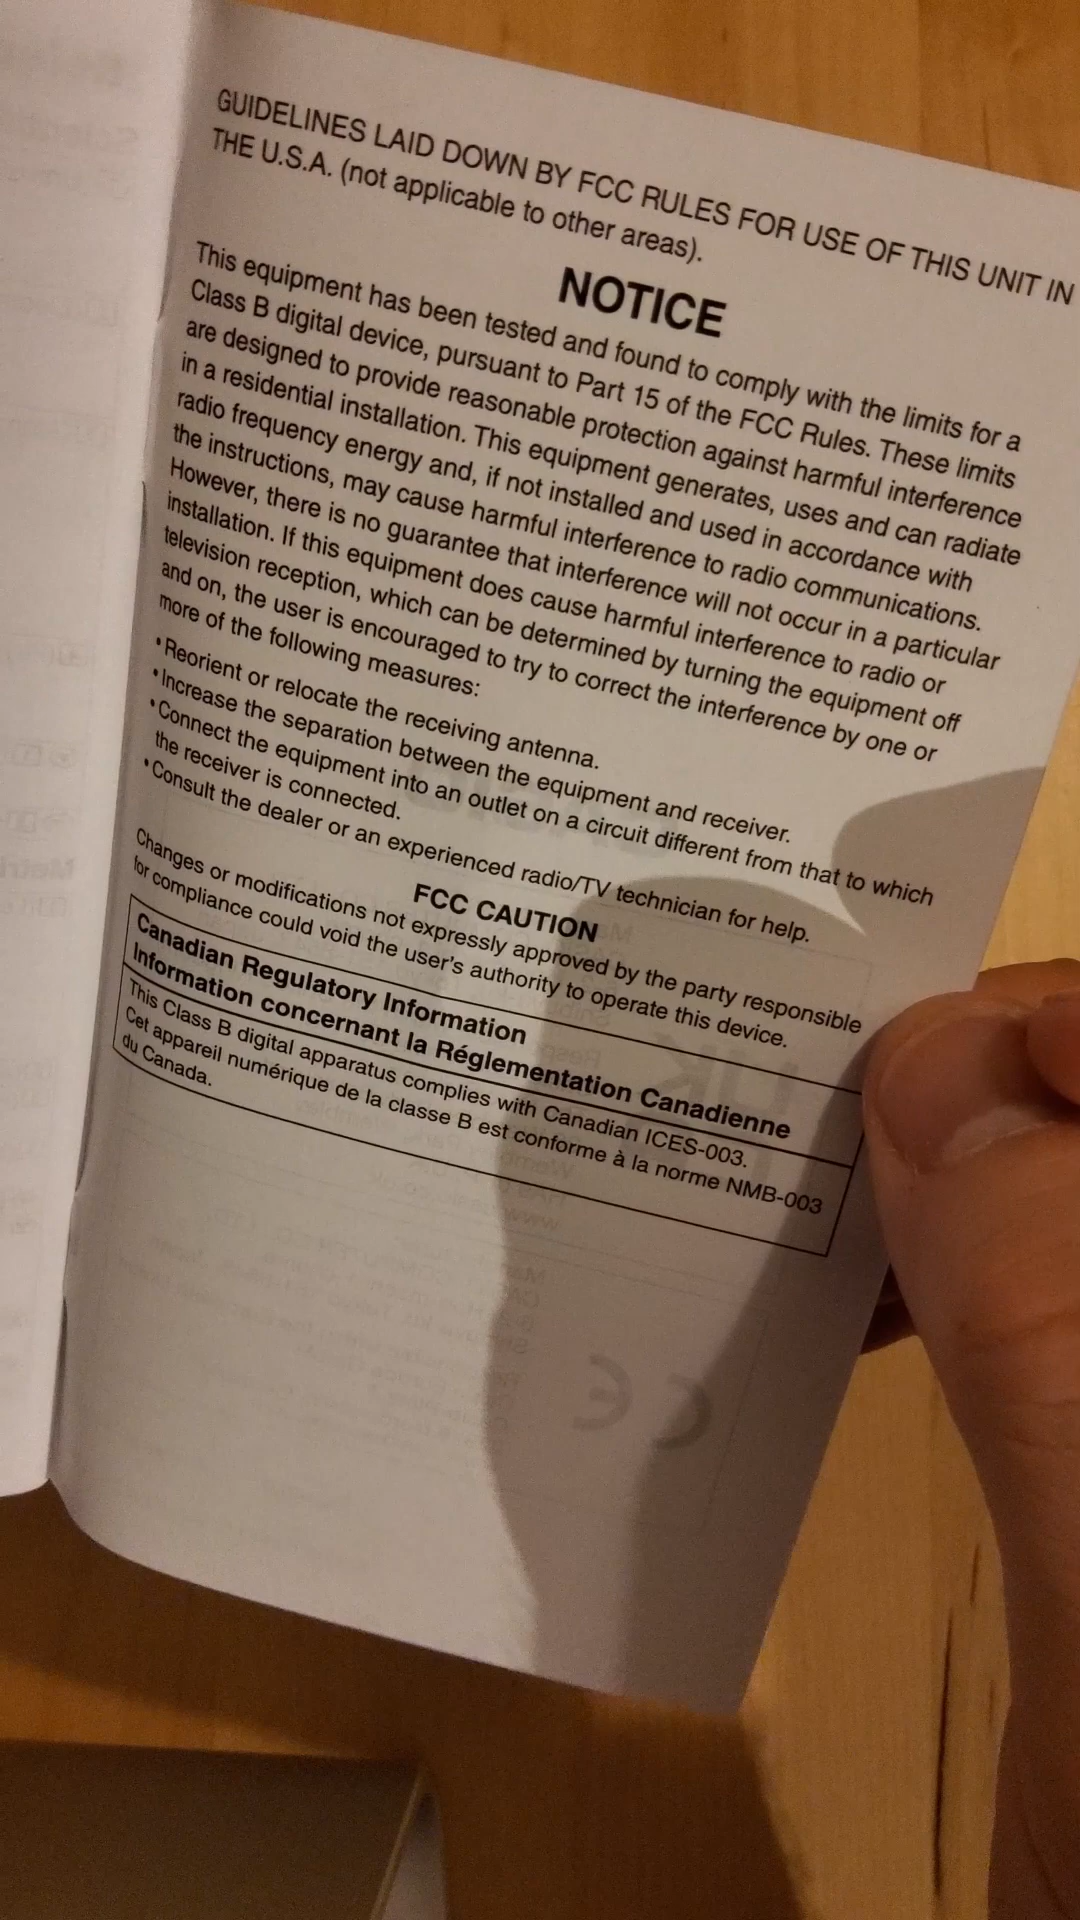 GUIDELINES LAID DOWN BY FCC RULES FOR USE OF THIS UNIT IN
THE U.S.A. (not applicable to other areas).
NOTICE
This equipment has been tested and found to comply with the limits for a
Class B digital device, pursuant to Part 15 of the FCC Rules. These limits
are designed to provide reasonable protection against harmful interference
in a residential installation. This equipment generates, uses and can radiate
radio frequency energy and, if not installed and used in accordance with
the instructions, may cause harmful interference to radio communications.
However, there is no guarantee that interference will not occur in a particular
installation. If this equipment does cause harmful interference to radio or
television reception, which can be determined by turning the equipment off
and on, the user is encouraged to try to correct the interference by one or
more of the following measures:
•Reorient or relocate the receiving antenna.
•Increase the separation between the equipment and receiver.
•Connect the equipment into an outlet on a circuit different from that to which
the receiver is connected.
•Consult the dealer or an experienced radio/TV technician for help.
FCC CAUTION
Changes or modifications not expressly approved by the party responsible
for compliance could void the user's authority to operate this device.
Canadian Regulatory Information
Information concernant la Réglementation Canadienne
This Class B digital apparatus complies with Canadian ICES-003.
Cet appareil numérique de la classe B est conforme à la norme NMB-003
du Canada.